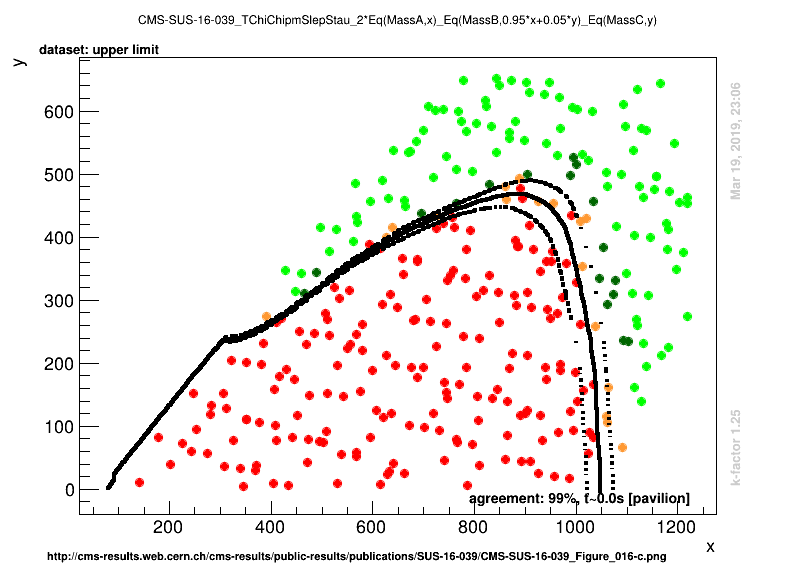 CMS-SUS-16-039_TChiChipmSlepStau_2*Eq(MassA,x)_Eq(MassB,0.95*x+0.05*y)_Eq(MassC,y)
dataset: upper limit
y
600
500
400
300
200
100
0
Mar 19, 2019, 23:06
k-factor 1.25
agreement: 99%, t~0.0s [pavilion]
200 400 600 800 1000 1200
x
http://cms-results.web.cern.ch/cms-results/public-results/publications/SUS-16-039/CMS-SUS-16-039_Figure_016-c.png